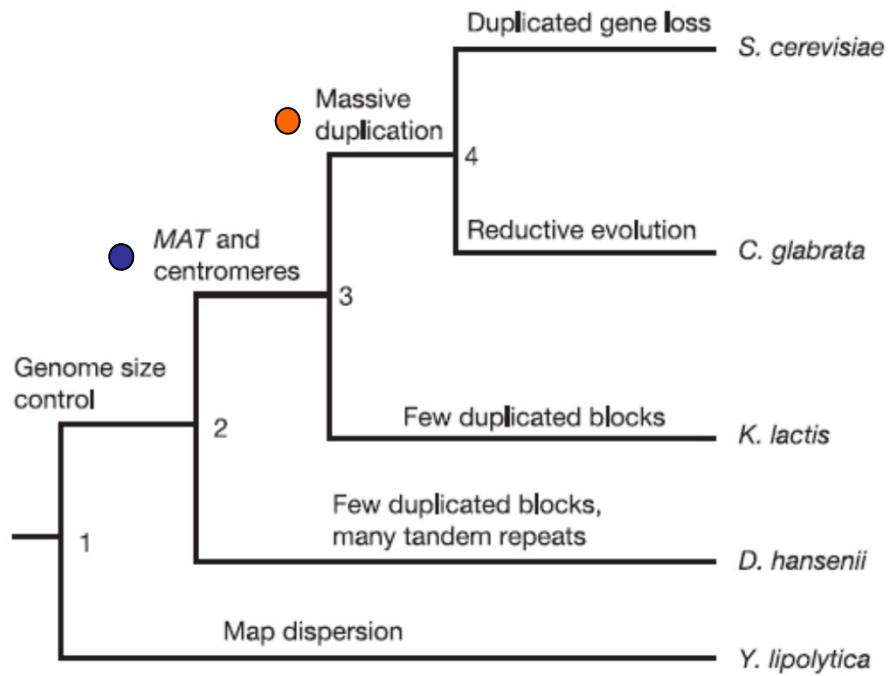 Duplicated gene loss
S. cerevisiae
Massive
duplication
4
Reductive evolution
C. glabrata
MAT and
centromeres
3
Genome size
control
Few duplicated blocks
K. lactis
2
Few duplicated blocks,
many tandem repeats
1
D. hansenii
Map dispersion
Y. lipolytica